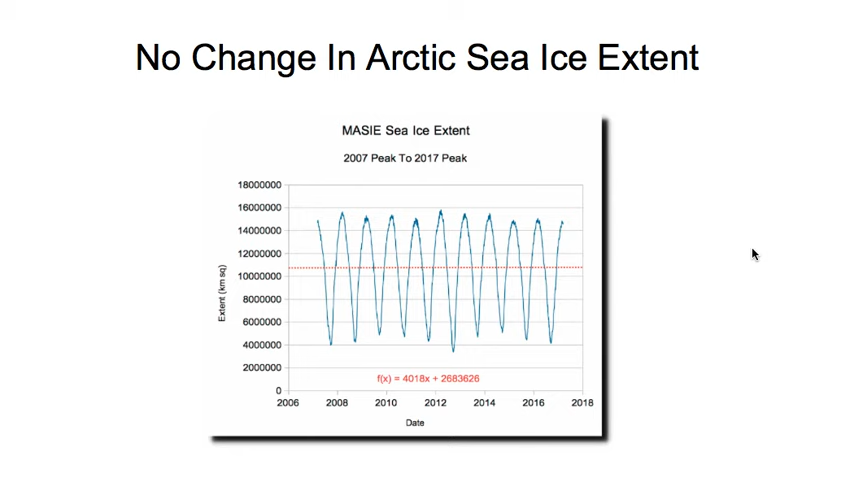 No Change In Arctic Sea Ice Extent
MASIE Sea Ice Extent
2007 Peak To 2017 Peak
18000000
16000000
14000000
12000000
10000000
8000000
6000000
4000000
2000000
0
Extent (km sq)
f(x) = 4018x + 2683626
2006 2008 2010 2012 2014 2016 2018
Date